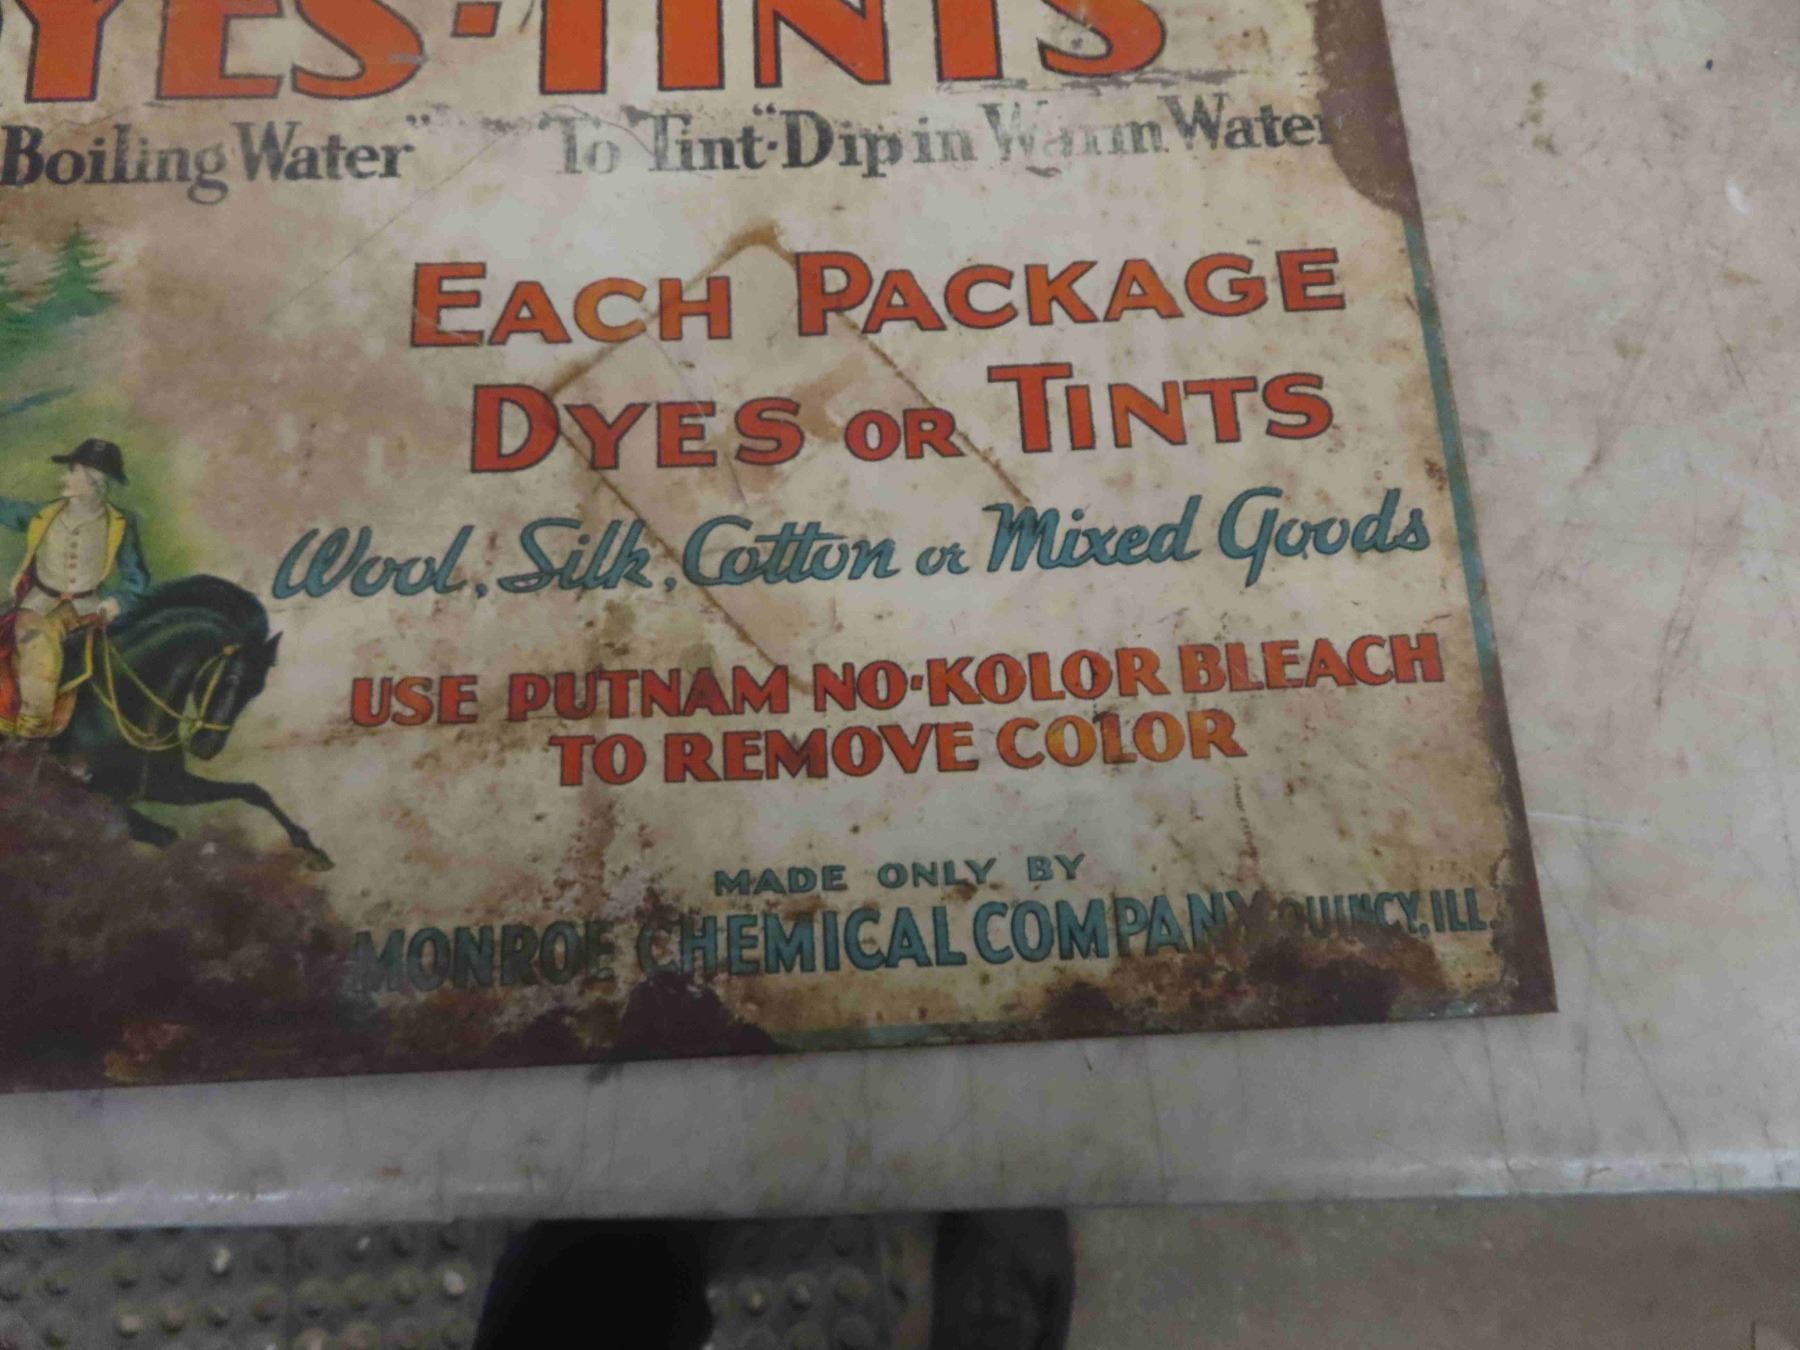 YES·TINTS
Boiling Water" To Tint·"Dip in Warm Water
EACH PACKAGE
DYES OR TINTS
Wool, Silk, Cotton or Mixed Goods
USE PUTNAM NO·KOLOR BLEACH
TO REMOVE COLOR
MADE ONLY BY
MONROE CHEMICAL COMPANY QUINCY, ILL.